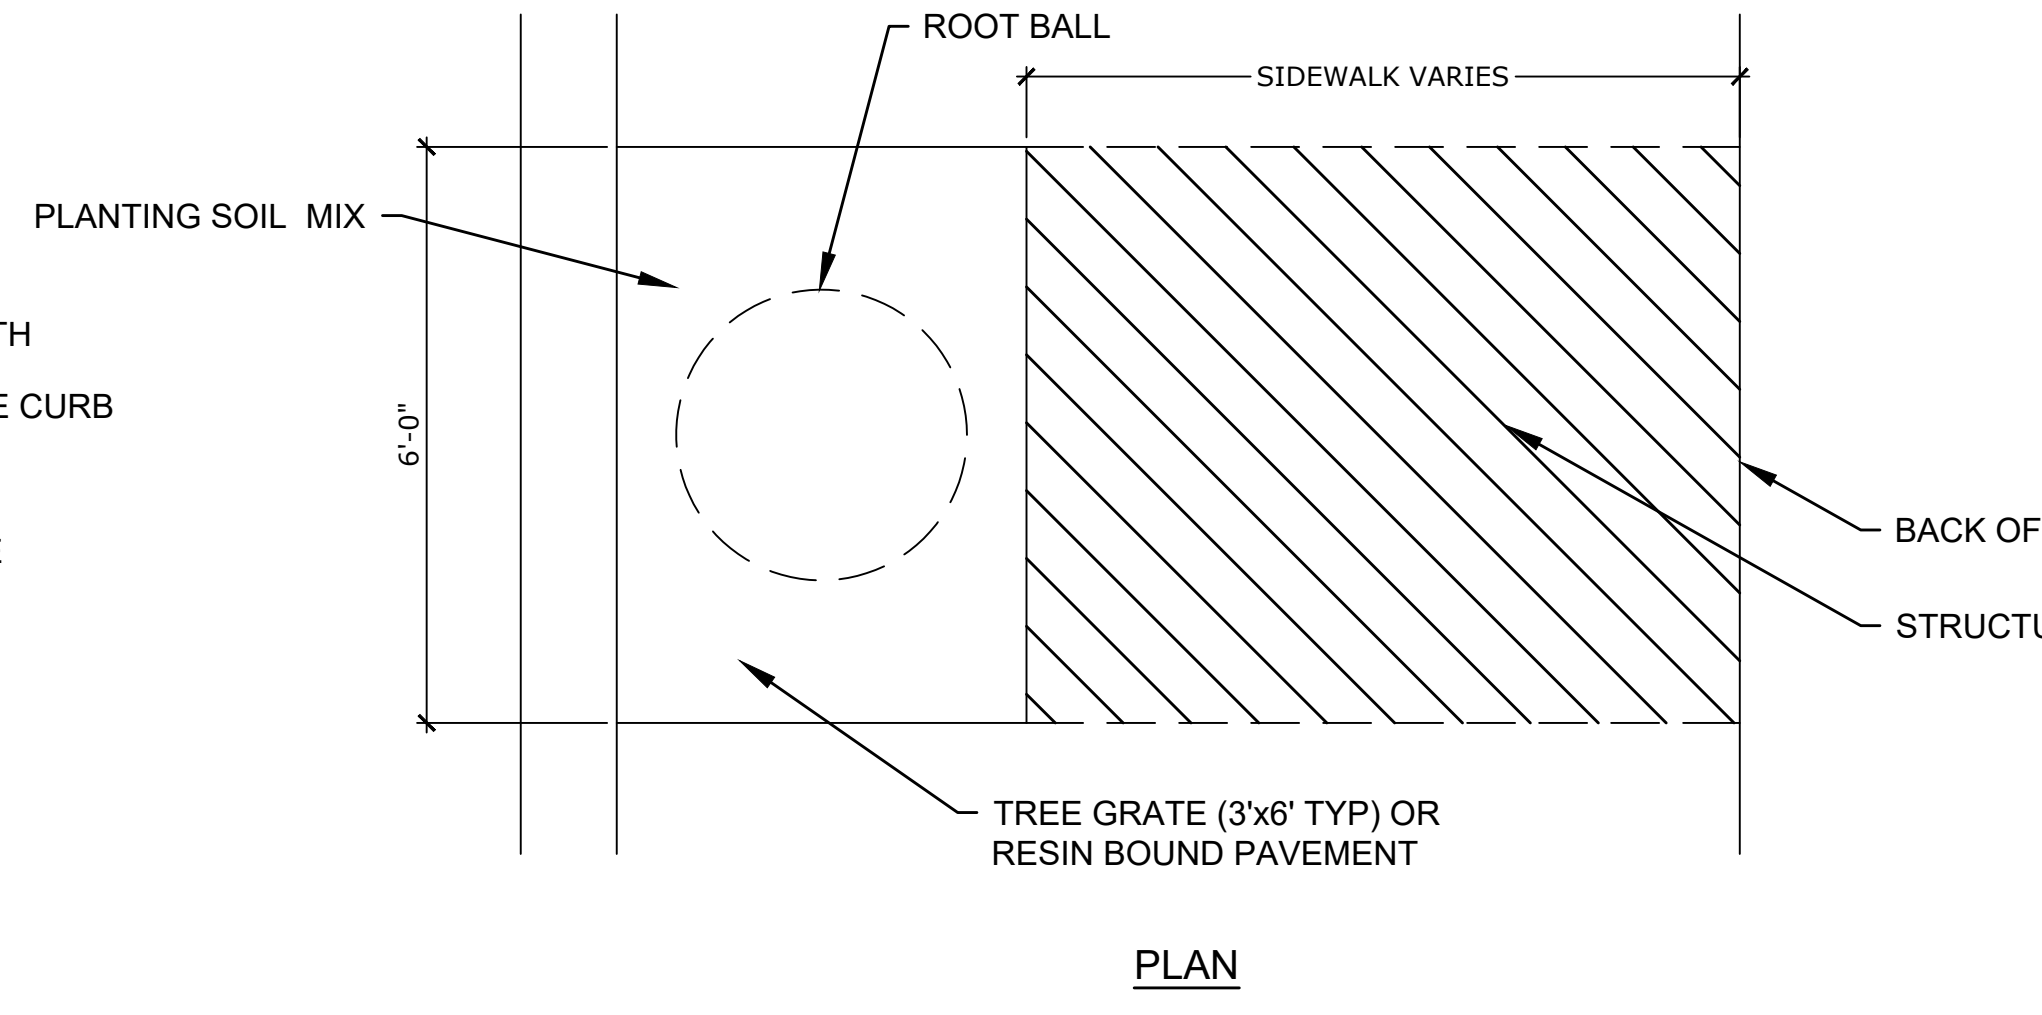 ROOT BALL
SIDEWALK VARIES
PLANTING SOIL  MIX
TH
E CURB
6'-0"
E
BACK OF
STRUCTU
TREE GRATE (3'x6' TYP) OR
RESIN BOUND PAVEMENT
PLAN